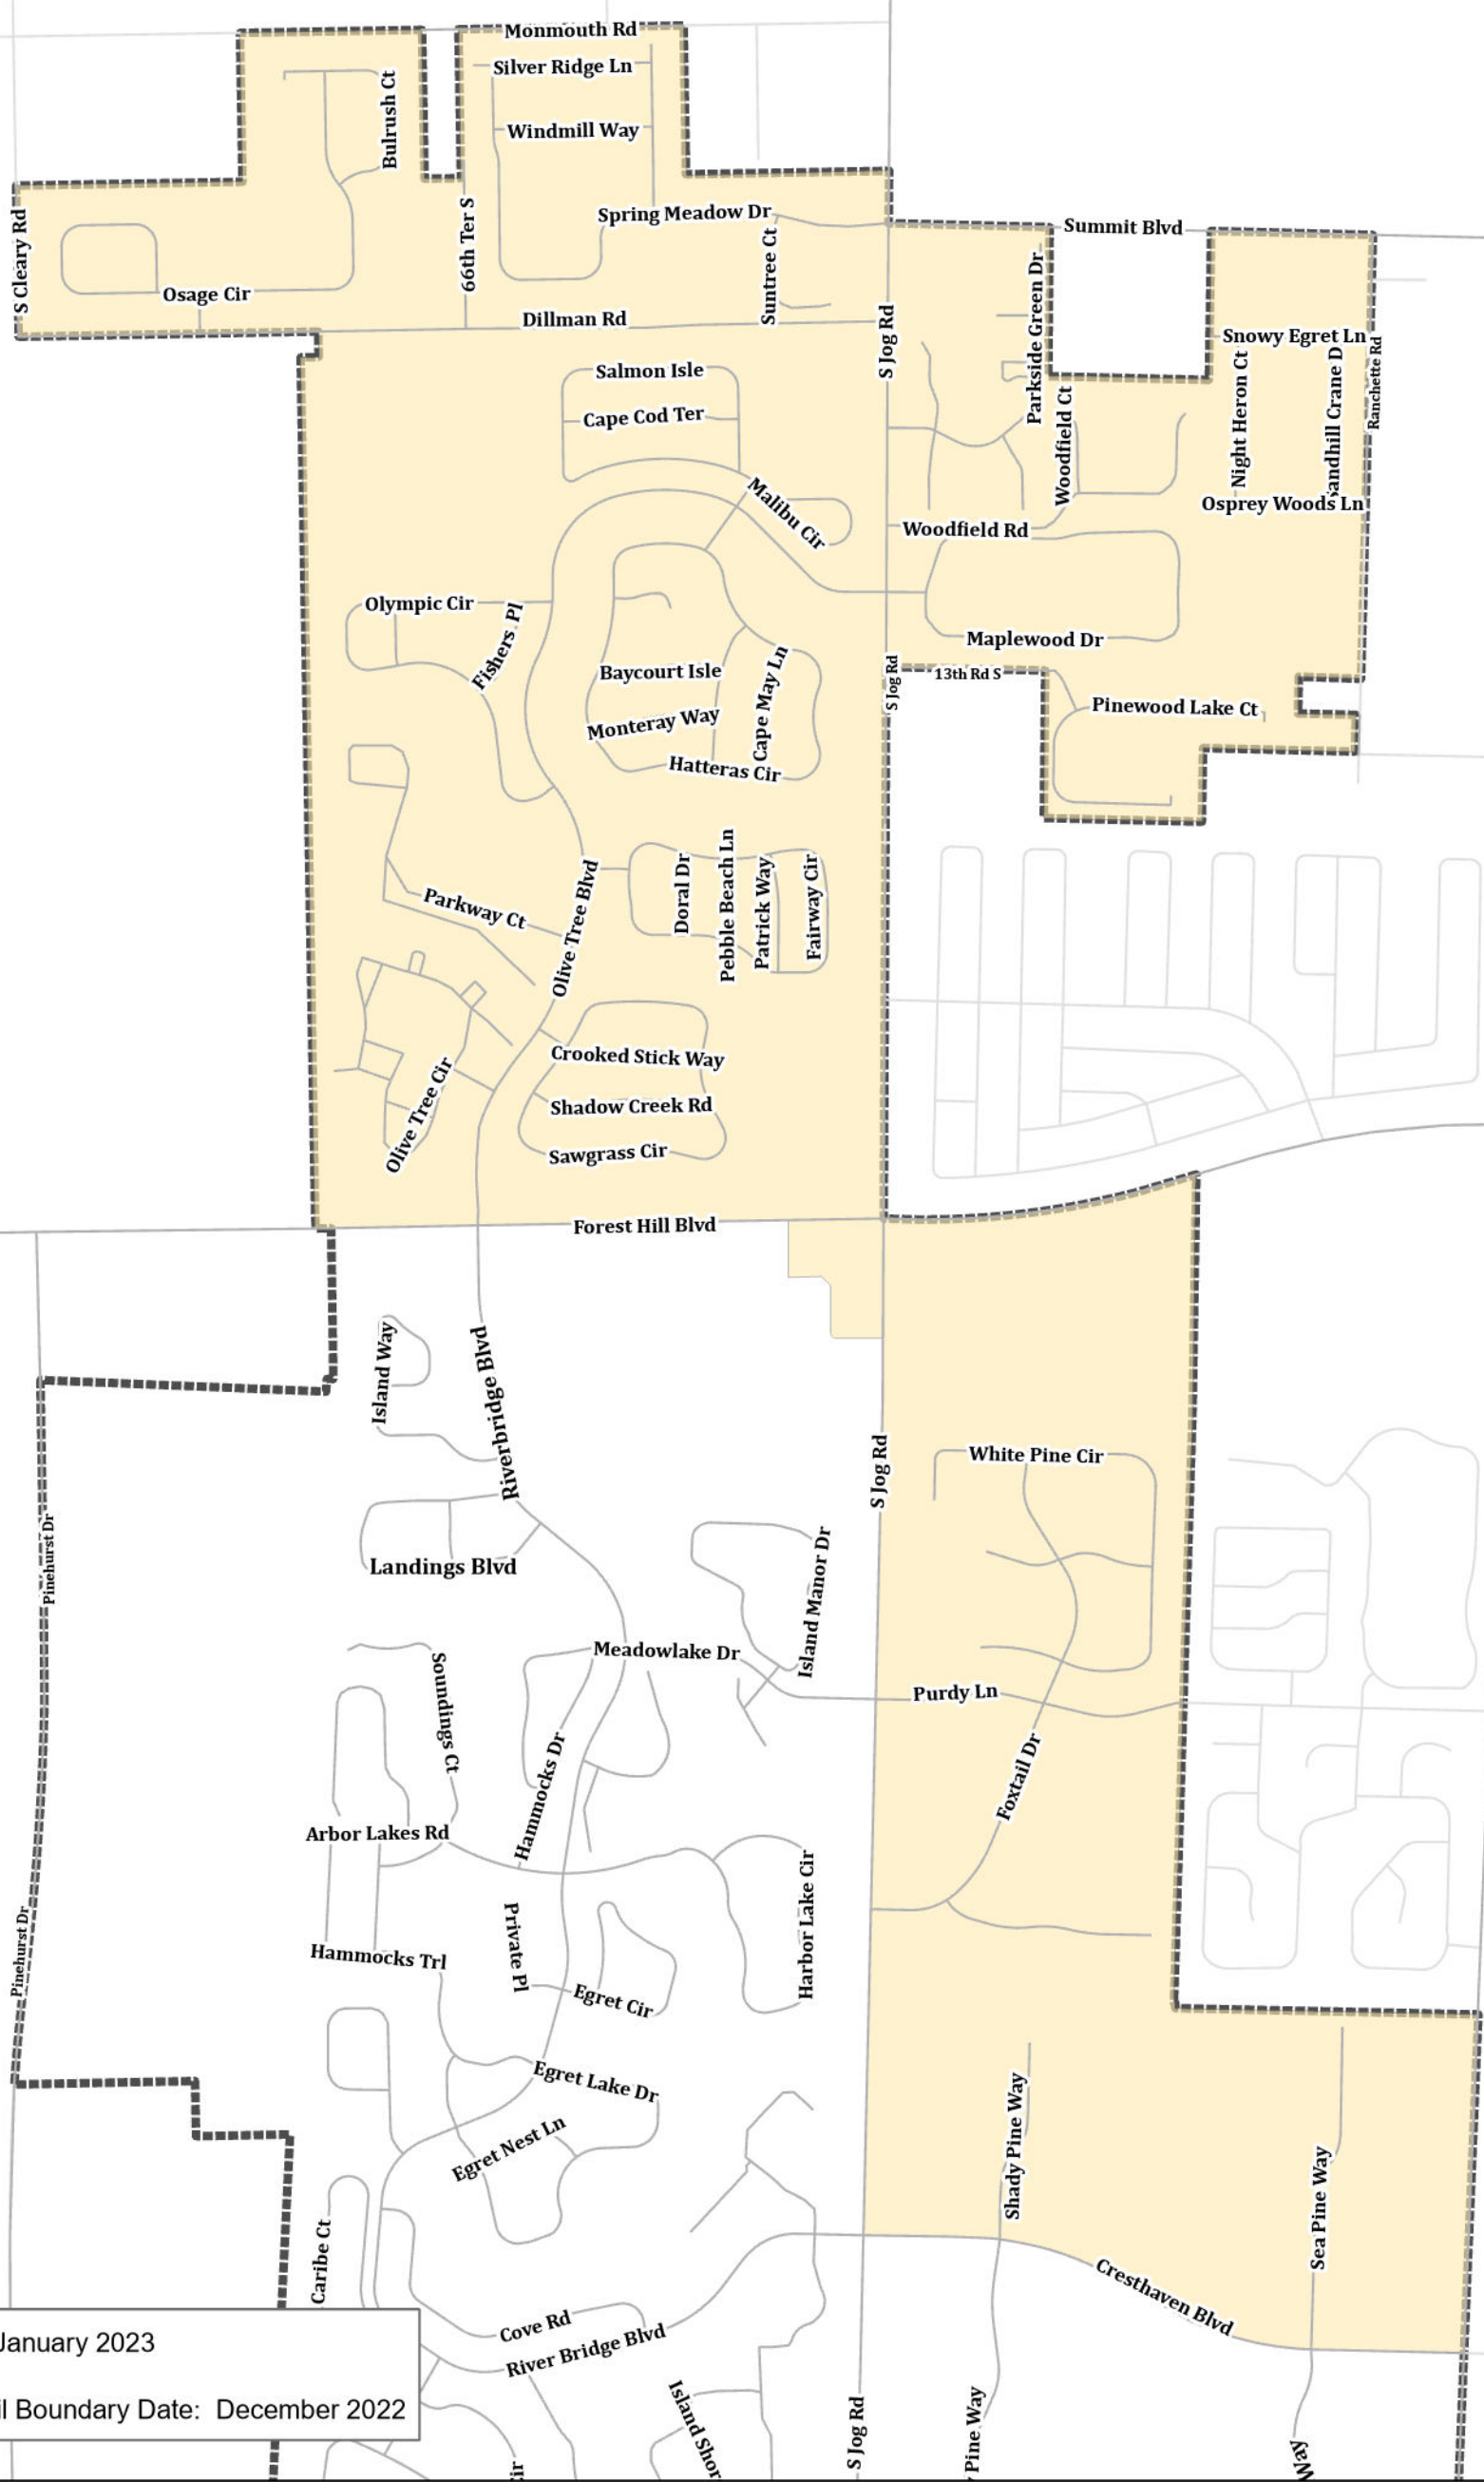 Monmouth Rd
Silver Ridge Ln
Bulrush Ct
Windmill Way
S Cleary Rd
66th Ter S
Spring Meadow Dr
Suntree Ct
Summit Blvd
Osage Cir
Dillman Rd
S Jog Rd
Parkside Green Dr
Snowy Egret Ln
Ranchette Rd
Salmon Isle
Cape Cod Ter
Woodfield Ct
Night Heron Ct
Sandhill Crane D
Malibu Cir
Osprey Woods Ln
Woodfield Rd
Olympic Cir
Fishers Pl
Maplewood Dr
Baycourt Isle
Cape May Ln
S Jog Rd
13th Rd S
Monteray Way
Pinewood Lake Ct
Hatteras Cir
Parkway Ct
Olive Tree Blvd
Doral Dr
Pebble Beach Ln
Patrick Way
Fairway Cir
Crooked Stick Way
Olive Tree Cir
Shadow Creek Rd
Sawgrass Cir
Forest Hill Blvd
Island Way
Riverbridge Blvd
S Jog Rd
White Pine Cir
Pinehurst Dr
Landings Blvd
Island Manor Dr
Meadowlake Dr
Soundings Ct
Purdy Ln
Hammocks Dr
Foxtail Dr
Arbor Lakes Rd
Harbor Lake Cir
Pinehurst Dr
Private Pl
Hammocks Trl
Egret Cir
Egret Lake Dr
Egret Nest Ln
Shady Pine Way
Sea Pine Way
Caribe Ct
Cresthaven Blvd
Cove Rd
River Bridge Blvd
January 2023
il Boundary Date: December 2022
Island Shor
S Jog Rd
Pine Way
Way
ir